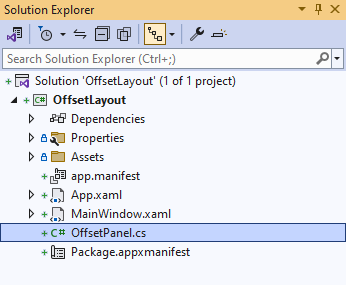 Solution Explorer
Search Solution Explorer (Ctrl+;)
Solution 'OffsetLayout' (1 of 1 project)
C# OffsetLayout
Dependencies
Properties
Assets
app.manifest
App.xaml
MainWindow.xaml
C# OffsetPanel.cs
Package.appxmanifest